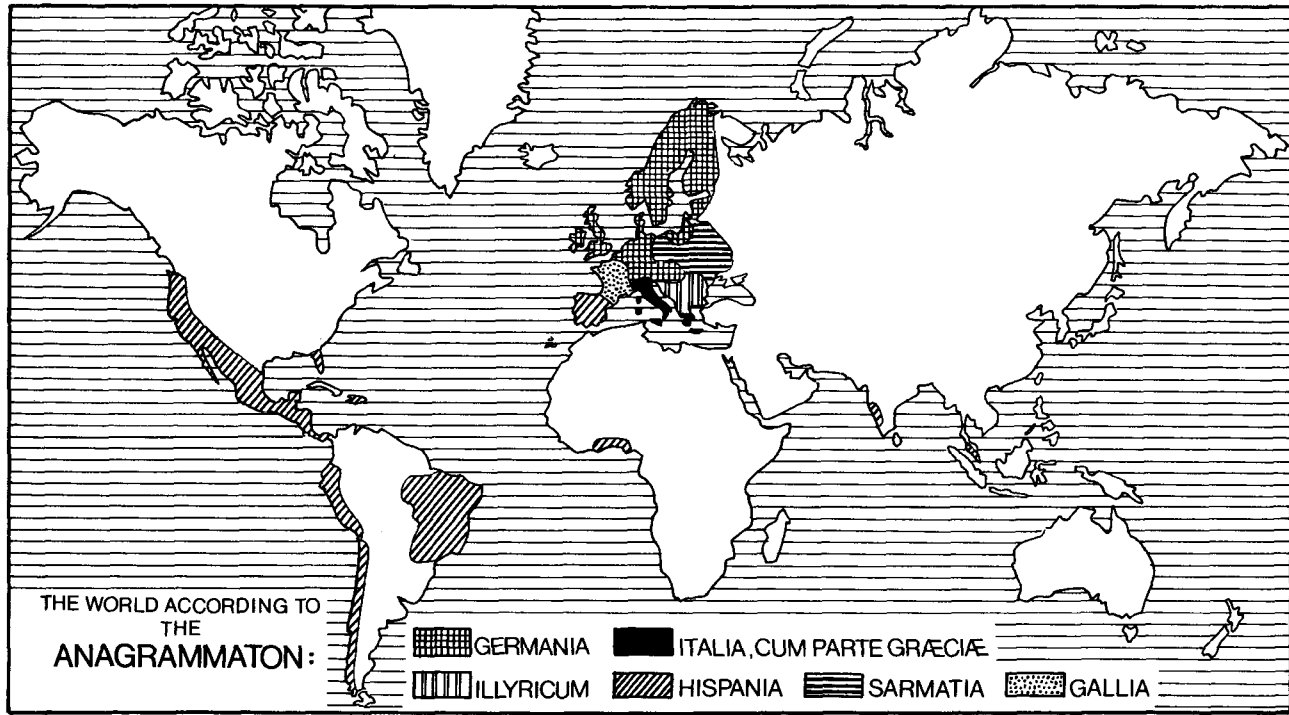 THE WORLD ACCORDING TO
THE
ANAGRAMMATON:
GERMANIA
ITALIA, CUM PARTE GRÆCIÆ
ILLYRICUM
HISPANIA
SARMATIA
GALLIA